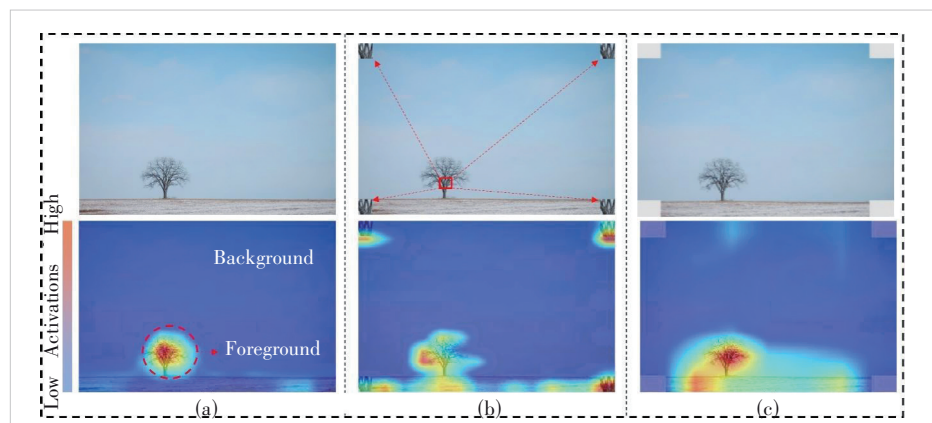 High
Activations
Low
Background
Foreground
(a)
(b)
(c)